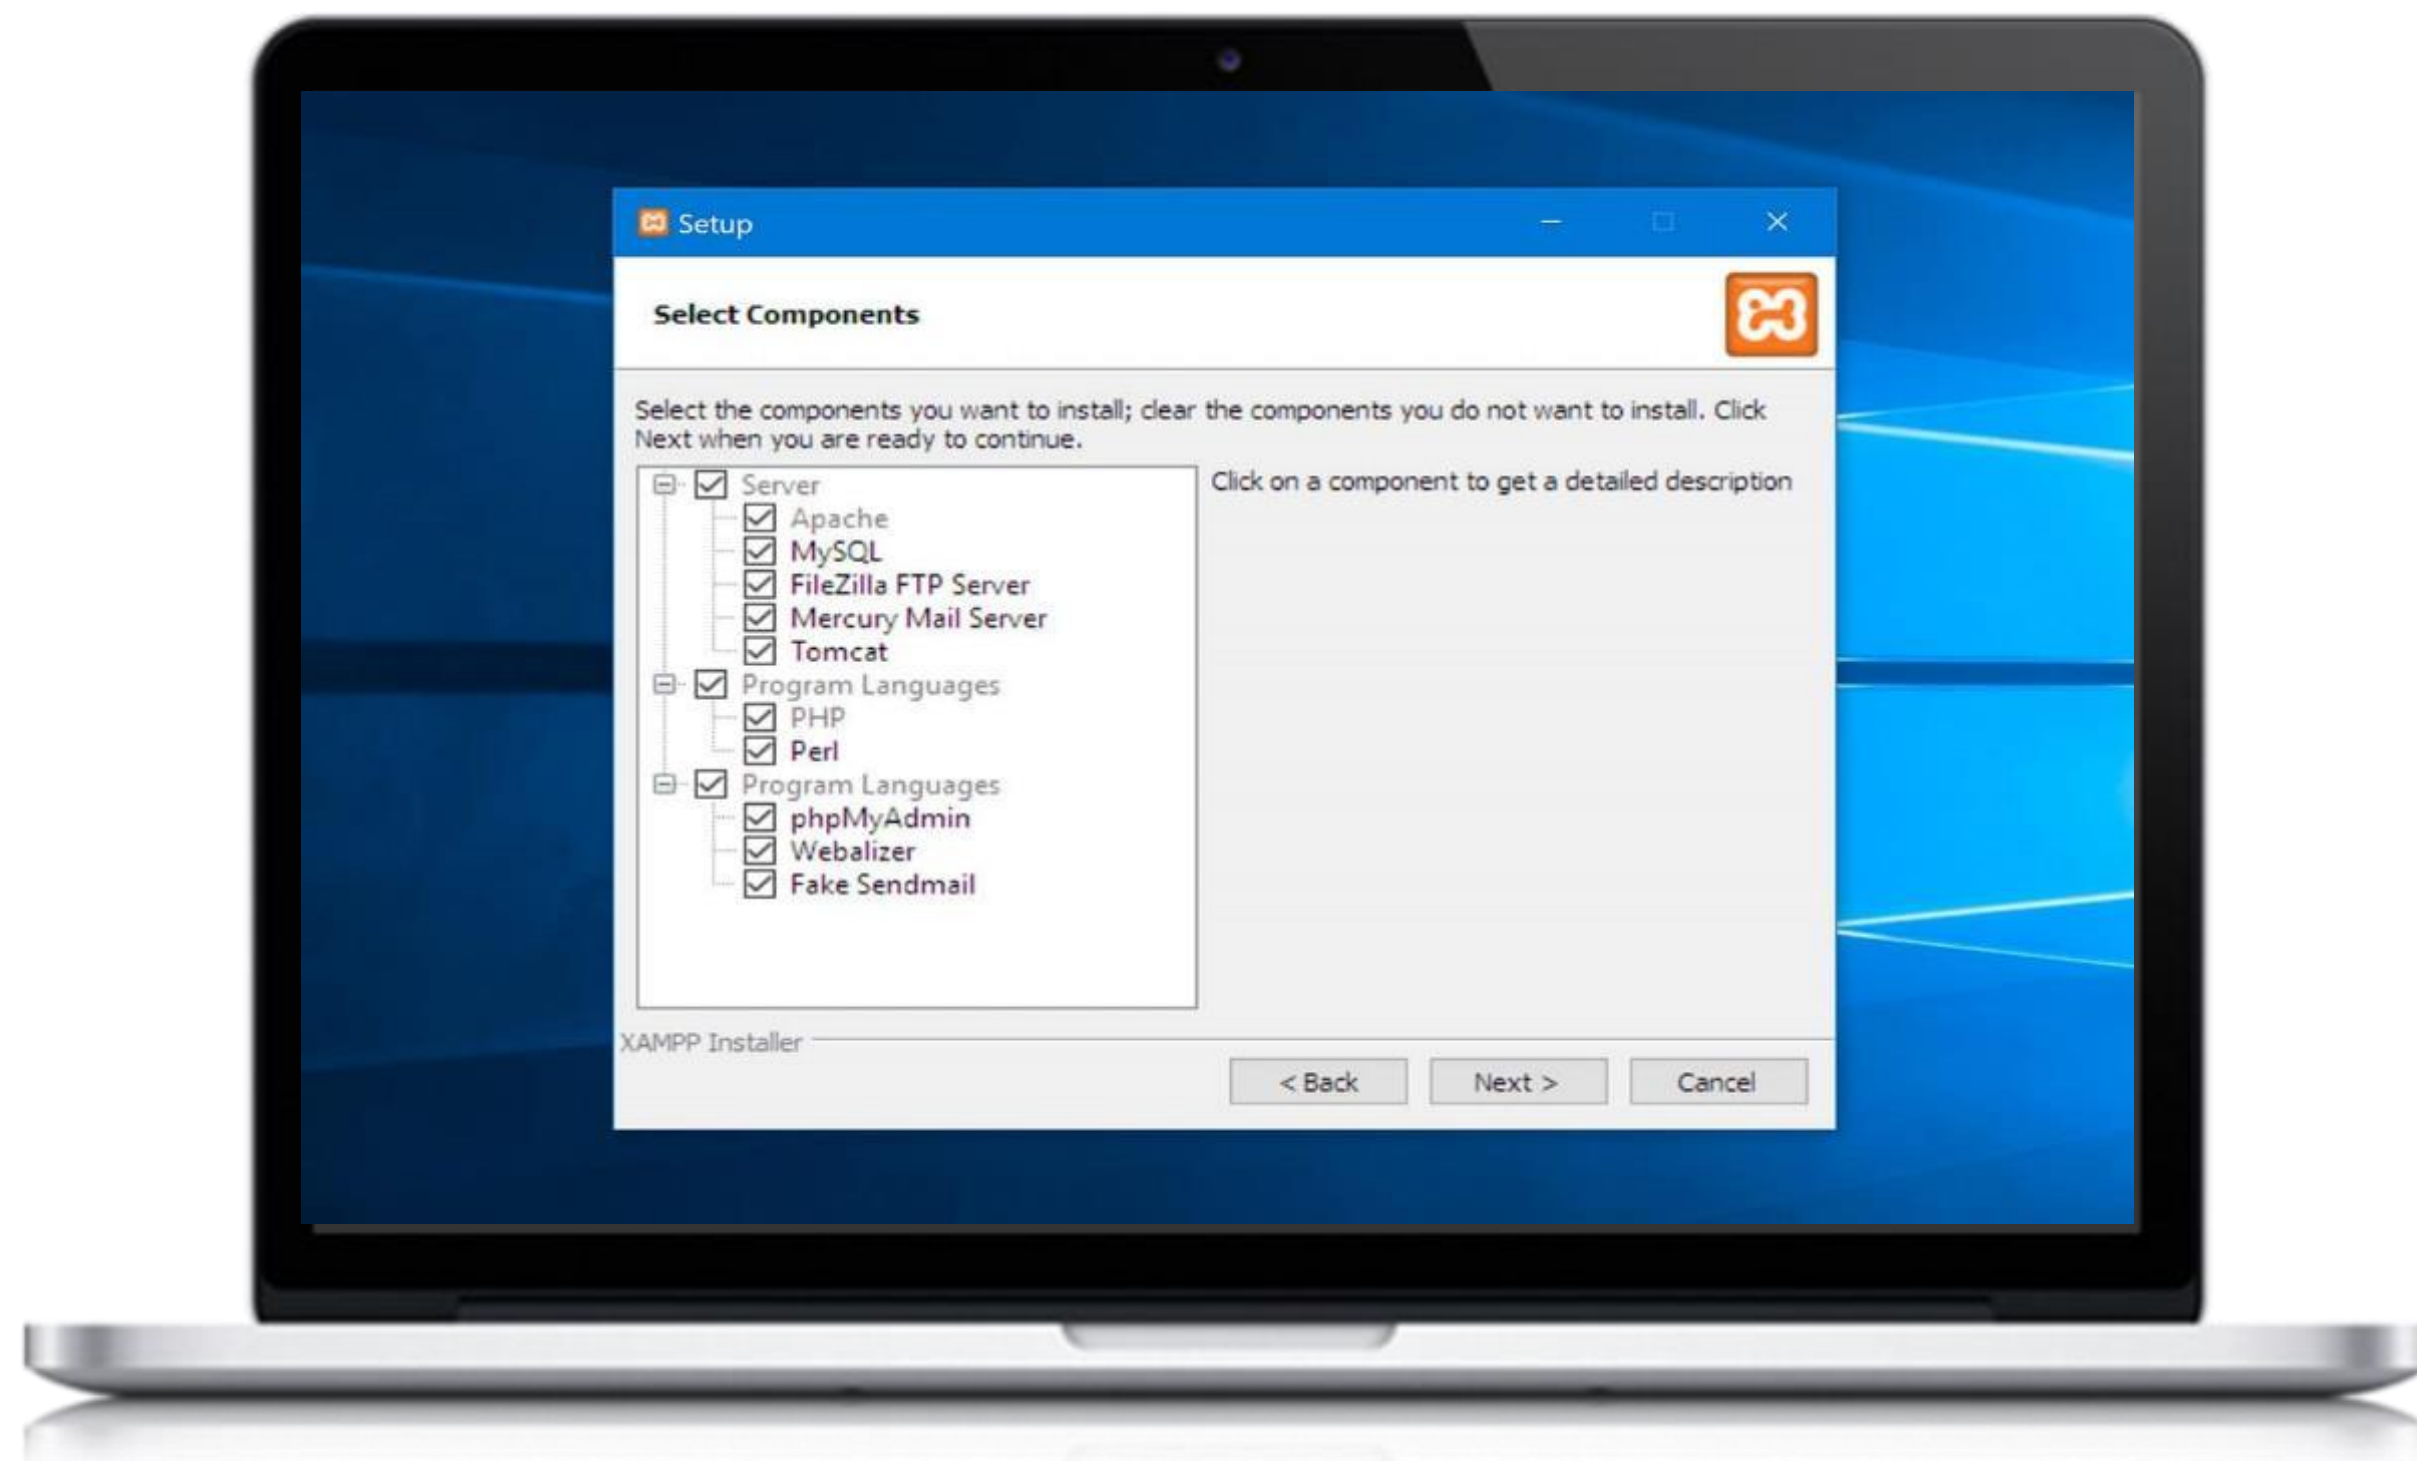 Setup
Select Components
Select the components you want to install; clear the components you do not want to install. Click
Next when you are ready to continue.
Server
Apache
MySQL
FileZilla FTP Server
Mercury Mail Server
Tomcat
Program Languages
PHP
Perl
Program Languages
phpMyAdmin
Webalizer
Fake Sendmail
Click on a component to get a detailed description
XAMPP Installer
< Back
Next >
Cancel